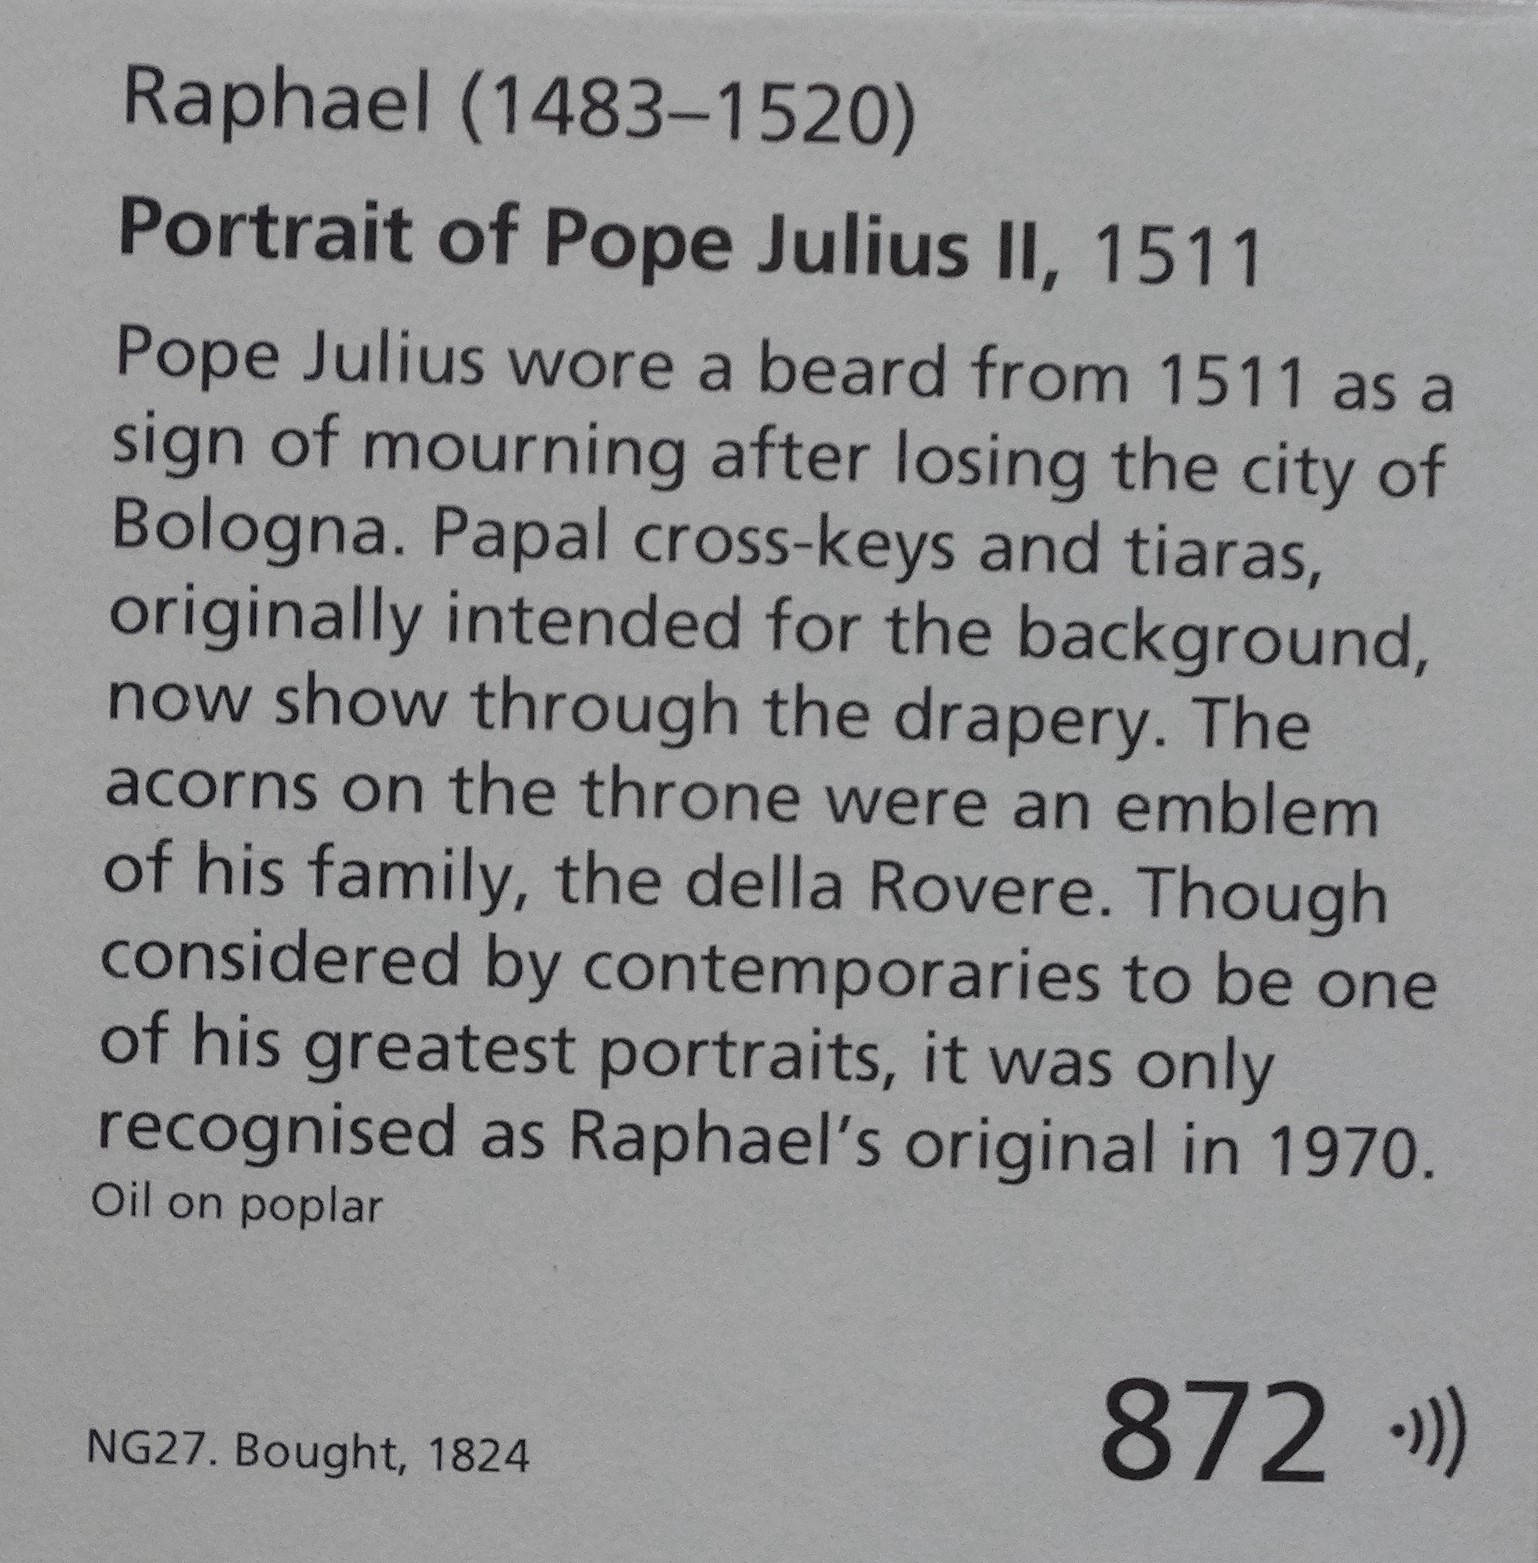 Raphael (1483–1520)
Portrait of Pope Julius II, 1511
Pope Julius wore a beard from 1511 as a
sign of mourning after losing the city of
Bologna. Papal cross-keys and tiaras,
originally intended for the background,
now show through the drapery. The
acorns on the throne were an emblem
of his family, the della Rovere. Though
considered by contemporaries to be one
of his greatest portraits, it was only
recognised as Raphael’s original in 1970.
Oil on poplar
NG27. Bought, 1824
872